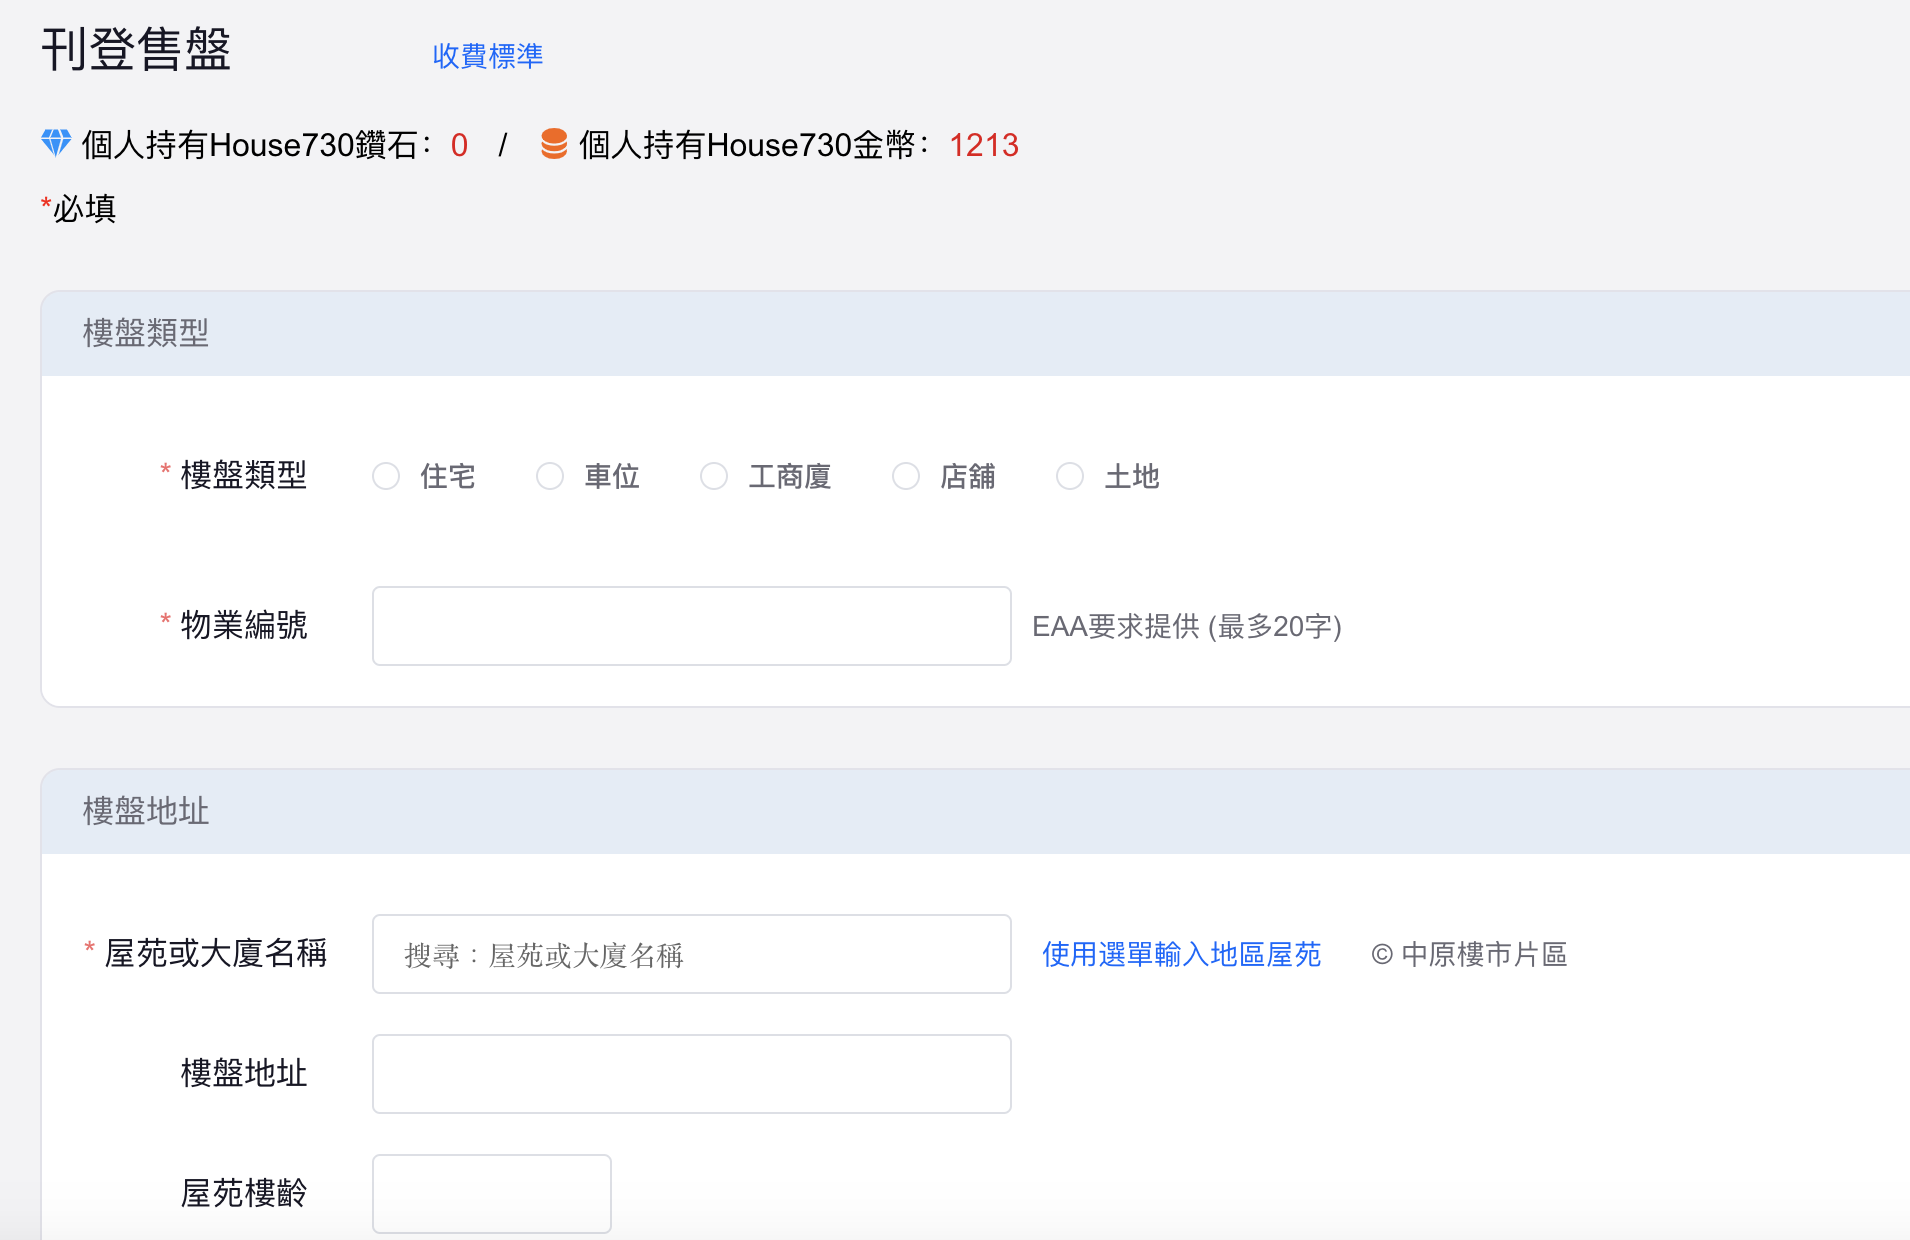 刊登售盤 收費標準
個人持有House730鑽石： 0 / 個人持有House730金幣： 1213
*必填
樓盤類型
* 樓盤類型 住宅 車位 工商廈 店舖 土地
* 物業編號 EAA要求提供 (最多20字)
樓盤地址
* 屋苑或大廈名稱 搜尋：屋苑或大廈名稱 使用選單輸入地區屋苑 © 中原樓市片區
樓盤地址
屋苑樓齡